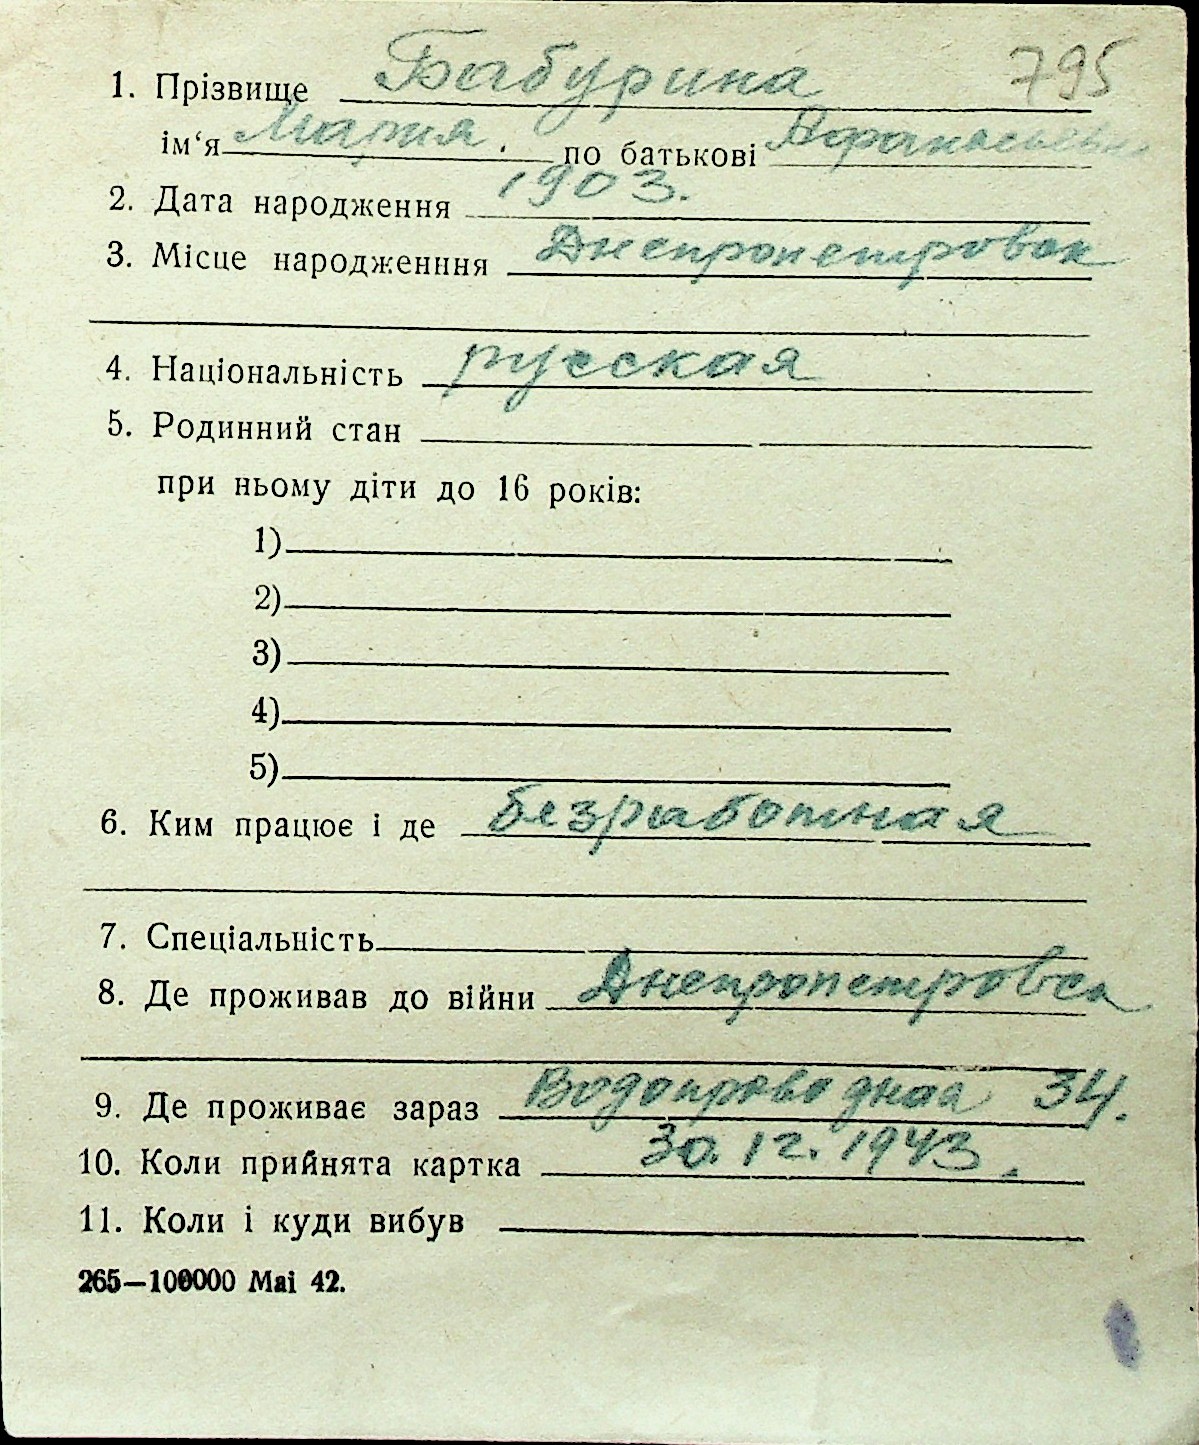 795
1. Прізвище Бабурина
ім‘я Мария. по батькові Афанасьевн
2. Дата народження 1903.
3. Місце народженння Днепропетровск
4. Національність русская
5. Родинний стан
при ньому діти до 16 років:
1)
2)
3)
4)
5)
6. Ким працює і де безработная
7. Спеціальність
8. Де проживав до війни Днепропетровск
9. Де проживає зараз Водопроводная 34.
10. Коли прийнята картка 30. 12. 1943.
11. Коли і куди вибув
265—100000 Mai 42.